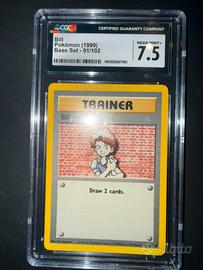 CGC
CERTIFIED GUARANTY COMPANY
Bill
Pokémon (1999)
Base Set - 91/102
NEAR MINT+
7.5
TRAINER
Bill
Draw 2 cards.
subito